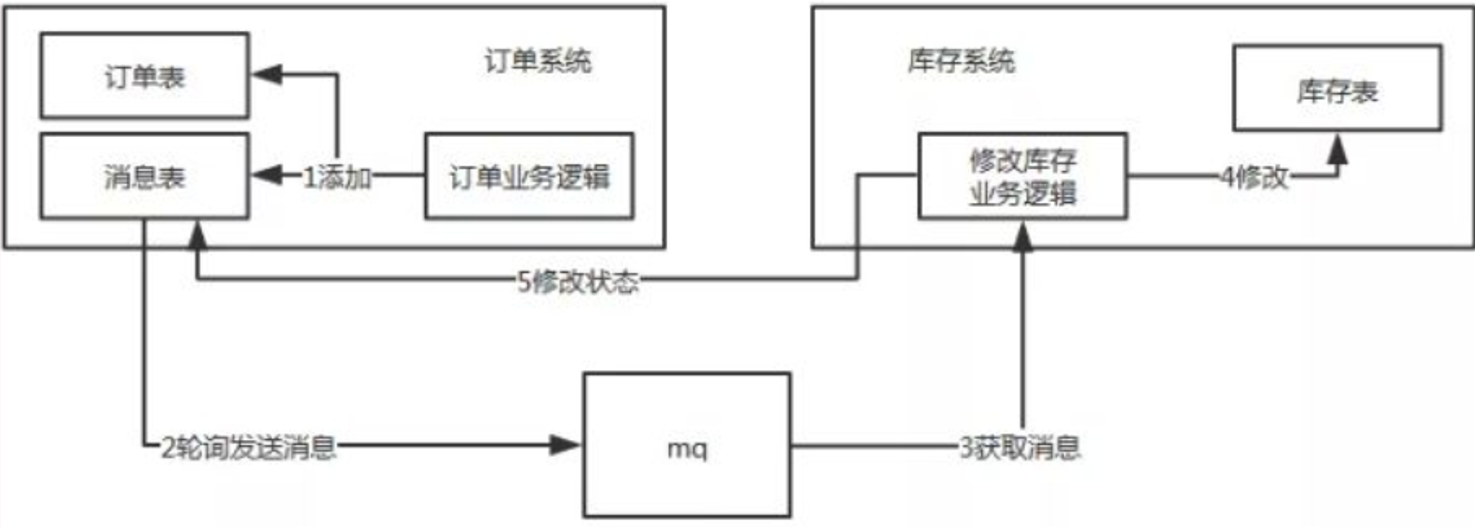 订单系统
订单表
消息表
1添加
订单业务逻辑
库存系统
库存表
修改库存
业务逻辑
4修改
5修改状态
2轮询发送消息
mq
3获取消息